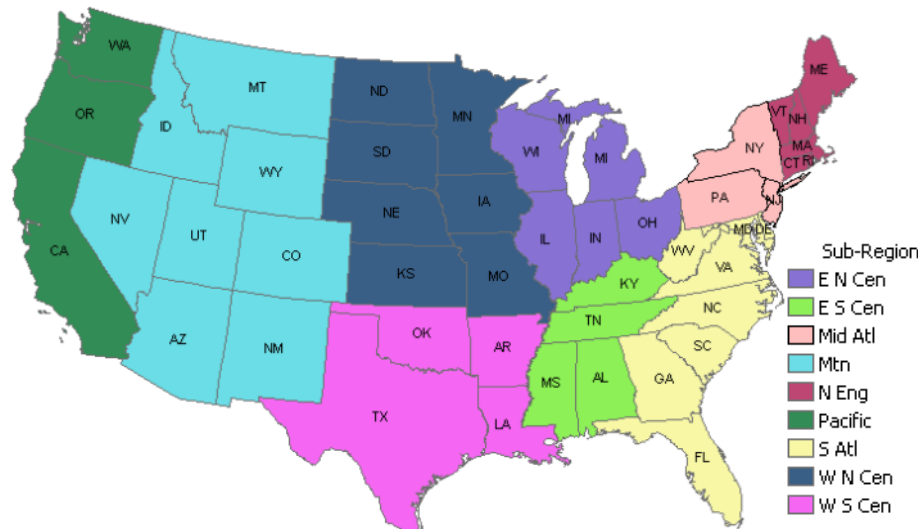 WA
ME
MT
ND
VT
NH
OR
MN
MI
ID
MA
NY
WI
SD
MI
CT
RI
WY
PA
IA
NJ
NE
NV
OH
MD
DE
UT
IL
IN
WV
CA
CO
VA
KS
MO
KY
NC
TN
OK
AZ
NM
AR
SC
MS
AL
GA
TX
LA
FL
Sub-Region
E N Cen
E S Cen
Mid Atl
Mtn
N Eng
Pacific
S Atl
W N Cen
W S Cen